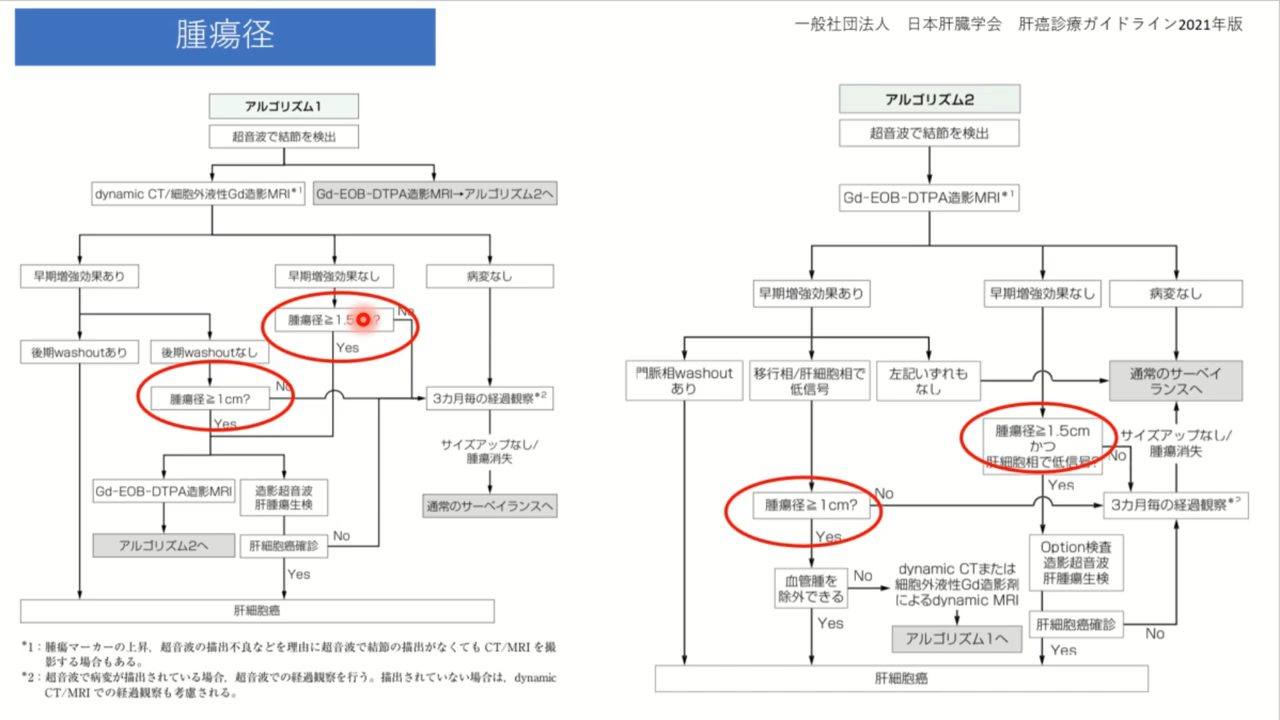 腫瘍径
一般社団法人 日本肝臓学会 肝癌診療ガイドライン2021年版
アルゴリズム1
超音波で結節を検出
dynamic CT/細胞外液性Gd造影MRI*1
Gd-EOB-DTPA造影MRI→アルゴリズム2へ
早期増強効果あり
早期増強効果なし
病変なし
腫瘍径≧1.5
?
No
Yes
後期washoutあり
後期washoutなし
腫瘍径≧1cm?
No
Yes
3カ月毎の経過観察*2
サイズアップなし/
腫瘍消失
通常のサーベイランスへ
Gd-EOB-DTPA造影MRI
造影超音波
肝腫瘍生検
アルゴリズム2へ
肝細胞癌確診
No
Yes
肝細胞癌
*1:腫瘍マーカーの上昇,超音波の描出不良などを理由に超音波で結節の描出がなくてもCT/MRIを撮
影する場合もある。
*2:超音波で病変が描出されている場合,超音波での経過観察を行う。描出されていない場合は,dynamic
CT/MRIでの経過観察も考慮される。
アルゴリズム2
超音波で結節を検出
Gd-EOB-DTPA造影MRI*1
早期増強効果あり
早期増強効果なし
病変なし
門脈相washout
あり
移行相/肝細胞相で
低信号
左記いずれも
なし
通常のサーベイ
ランスへ
腫瘍径≧1.5cm
かつ
肝細胞相で低信号?
No
Yes
サイズアップなし/
腫瘍消失
腫瘍径≧1cm?
No
Yes
3カ月毎の経過観察*2
血管腫を
除外できる
No
Yes
dynamic CTまたは
細胞外液性Gd造影剤
によるdynamic MRI
アルゴリズム1へ
Option検査
造影超音波
肝腫瘍生検
肝細胞癌確診
No
Yes
肝細胞癌